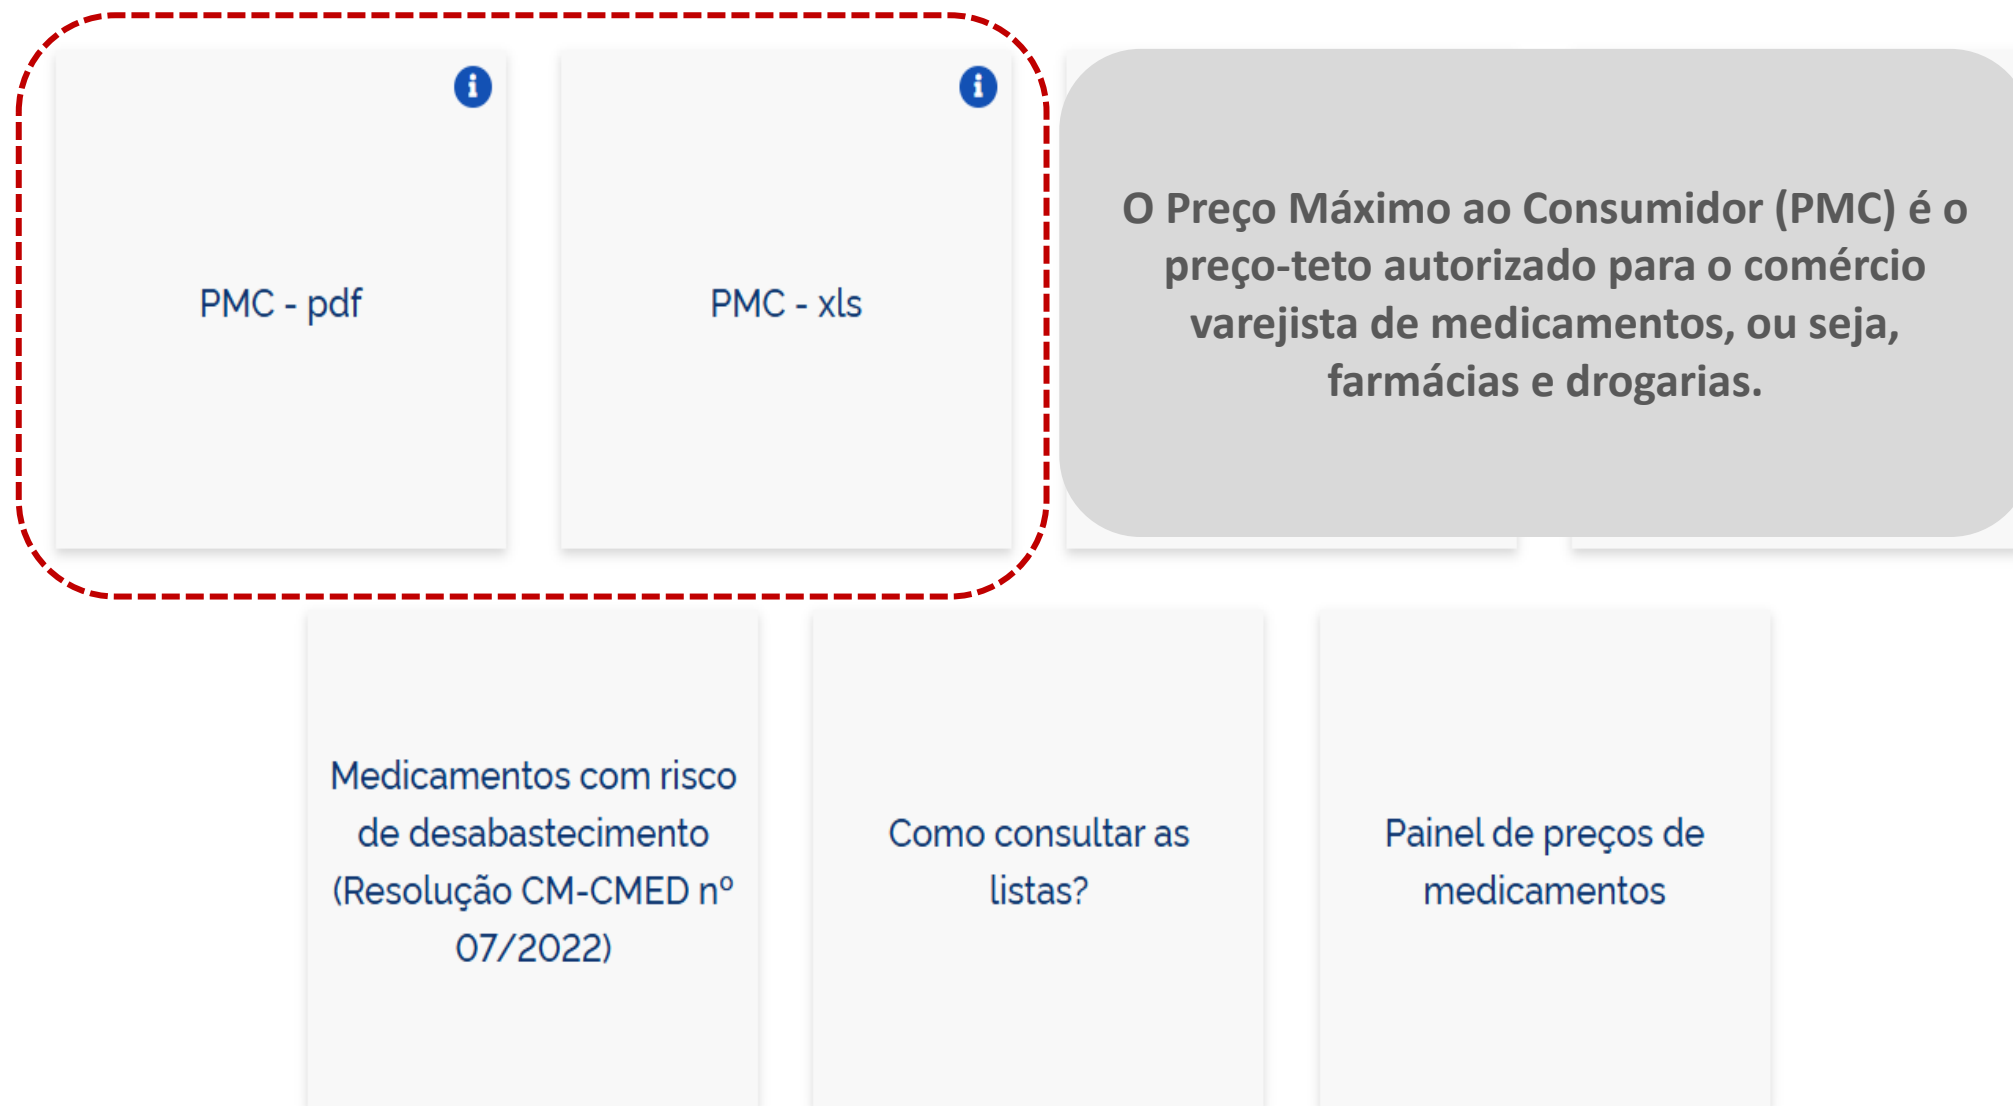 PMC - pdf
PMC - xls
O Preço Máximo ao Consumidor (PMC) é o
preço-teto autorizado para o comércio
varejista de medicamentos, ou seja,
farmácias e drogarias.
Medicamentos com risco
de desabastecimento
(Resolução CM-CMED nº
07/2022)
Como consultar as
listas?
Painel de preços de
medicamentos